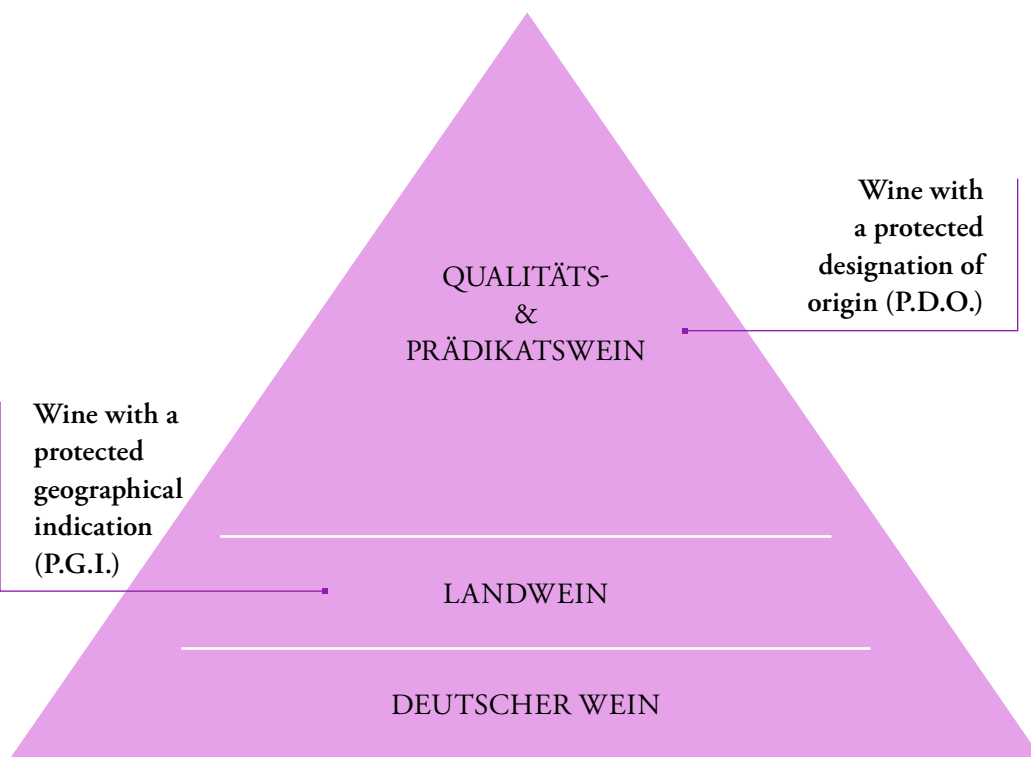 Wine with
a protected
designation of
origin (P.D.O.)
QUALITÄTS-
&
PRÄDIKATSWEIN
Wine with a
protected
geographical
indication
(P.G.I.)
LANDWEIN
DEUTSCHER WEIN